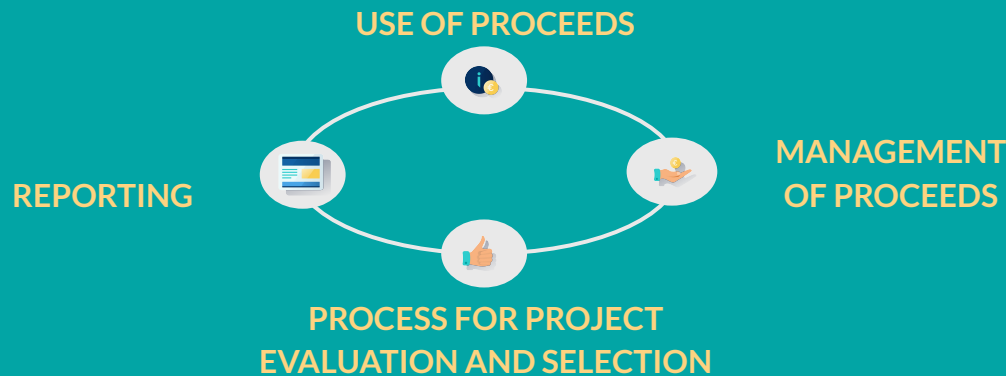 USE OF PROCEEDS
MANAGEMENT
OF PROCEEDS
REPORTING
PROCESS FOR PROJECT
EVALUATION AND SELECTION